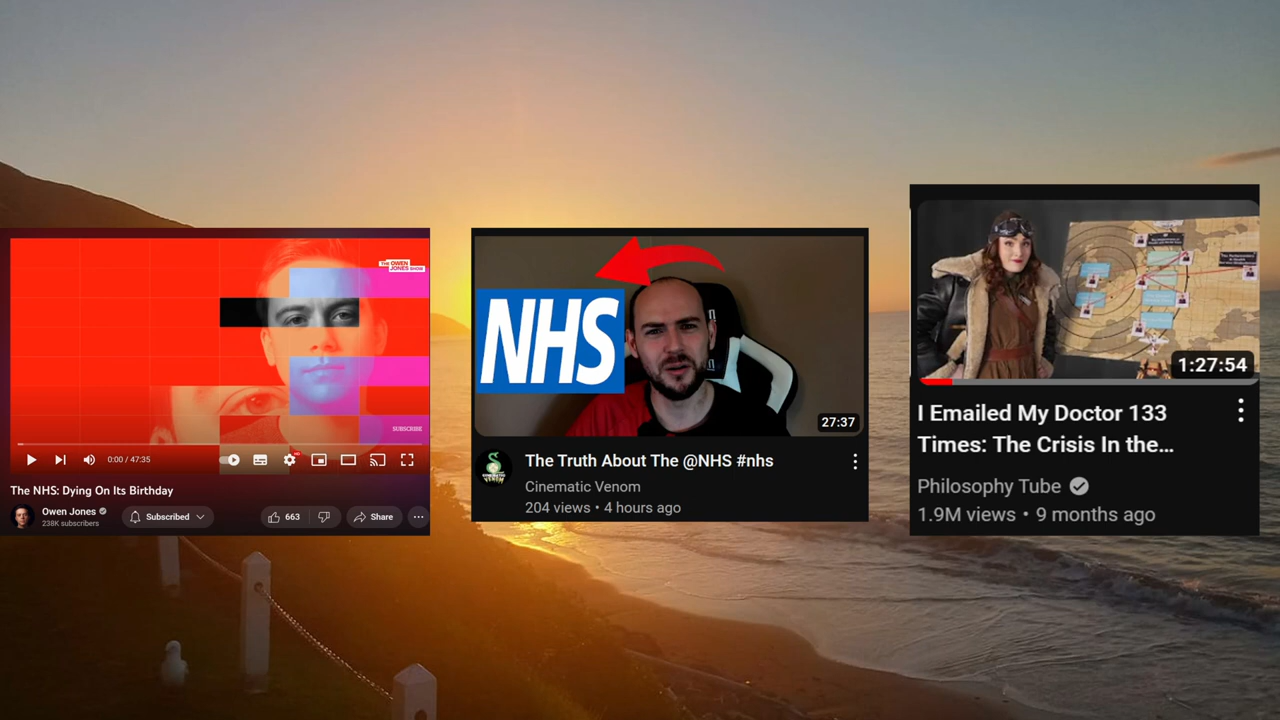 THE OWEN
JONES SHOW
SUBSCRIBE
0:00 / 47:35
HD
The NHS: Dying On Its Birthday
Owen Jones
238K subscribers
Subscribed
663
Share
NHS
27:37
The Truth About The @NHS #nhs
Cinematic Venom
204 views • 4 hours ago
1:27:54
I Emailed My Doctor 133
Times: The Crisis In the...
Philosophy Tube
1.9M views • 9 months ago